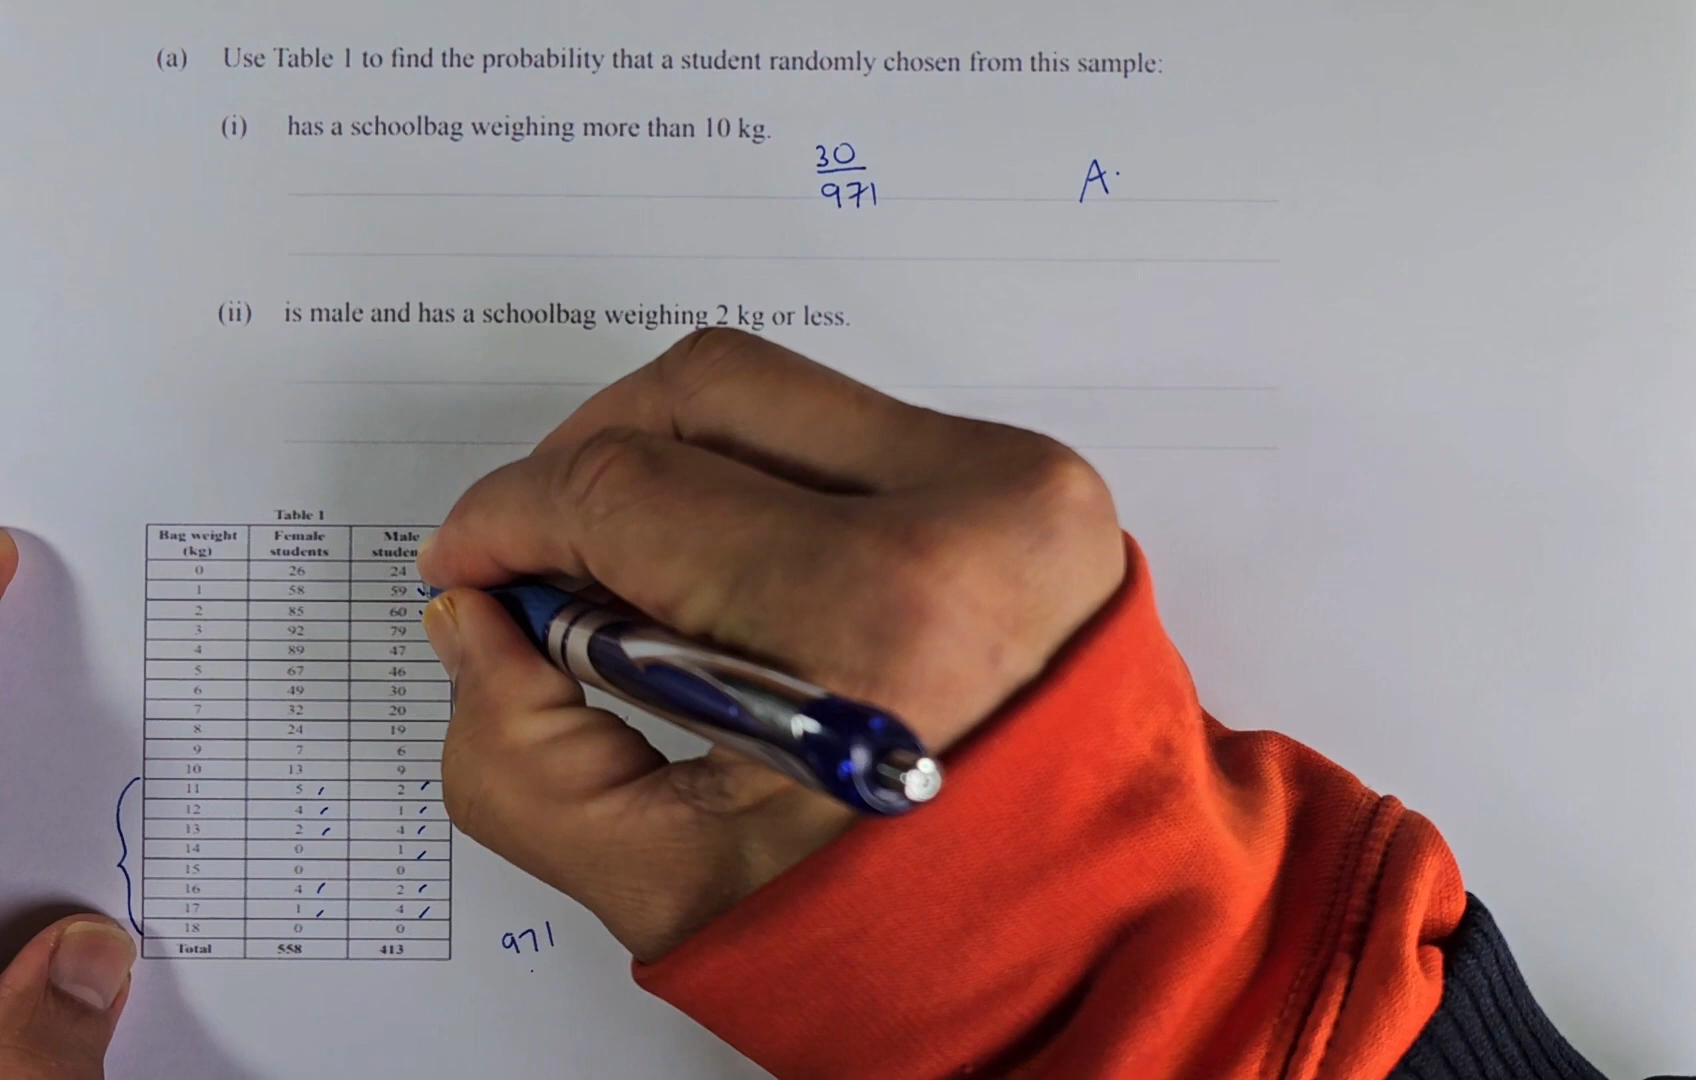 (a) Use Table 1 to find the probability that a student randomly chosen from this sample:
(i) has a schoolbag weighing more than 10 kg.
30
971
A.
(ii) is male and has a schoolbag weighing 2 kg or less.
Table 1
Bag weight (kg) Female students Male studen
0 26 24
1 58 59
2 85 60
3 92 79
4 89 47
5 67 46
6 49 30
7 32 20
8 24 19
9 7 6
10 13 9
11 5 2
12 4 1
13 2 4
14 0 1
15 0 0
16 4 2
17 1 4
18 0 0
Total 558 413
971